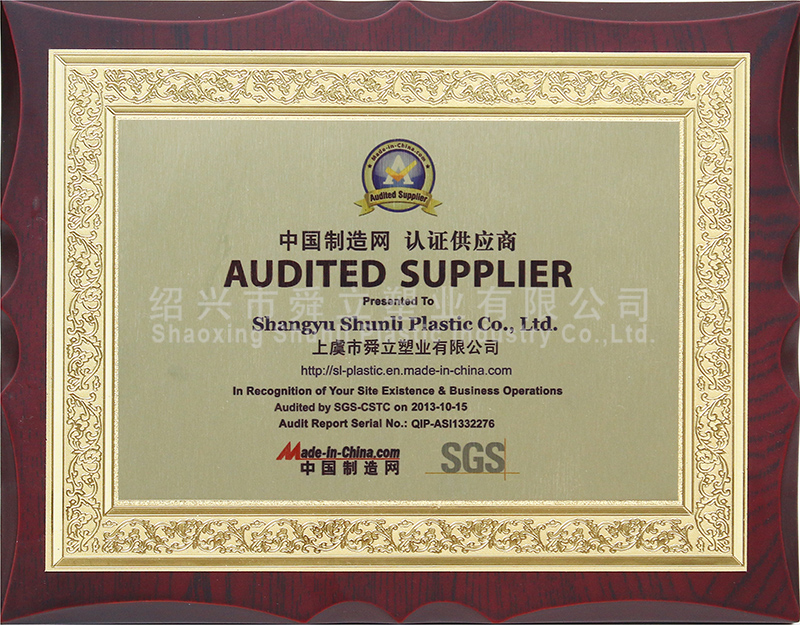 Made-in-China.com
A
Audited Supplier
中国制造网 认证供应商
AUDITED SUPPLIER
Presented To
绍兴市舜立塑业有限公司
Shangyu Shunli Plastic Co., Ltd.
Shaoxing Sh ustry Co.,Ltd.
上虞市舜立塑业有限公司
http://sl-plastic.en.made-in-china.com
In Recognition of Your Site Existence & Business Operations
Audited by SGS-CSTC on 2013-10-15
Audit Report Serial No.: QIP-ASI1332276
Made-in-China.com
中国制造网
SGS